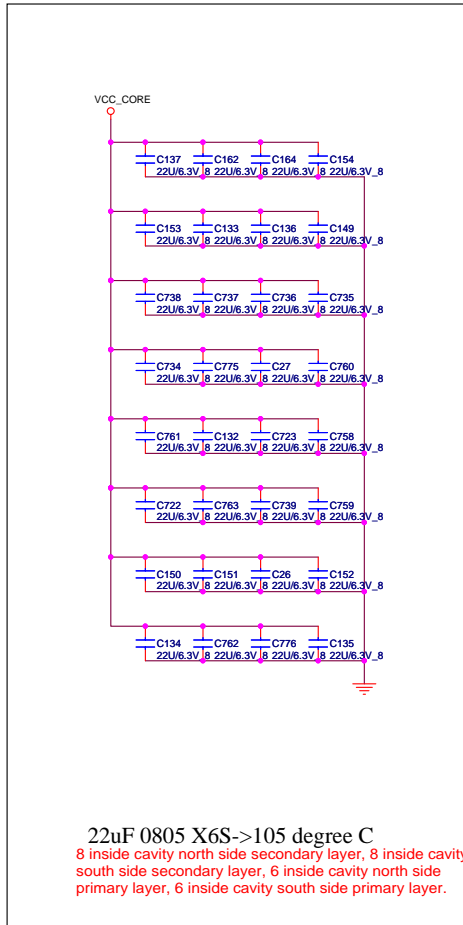 VCC_CORE
C137 C162 C164 C154
22U/6.3V_8 22U/6.3V_8 22U/6.3V_8 22U/6.3V_8
C153 C133 C136 C149
22U/6.3V_8 22U/6.3V_8 22U/6.3V_8 22U/6.3V_8
C738 C737 C736 C735
22U/6.3V_8 22U/6.3V_8 22U/6.3V_8 22U/6.3V_8
C734 C775 C27 C760
22U/6.3V_8 22U/6.3V_8 22U/6.3V_8 22U/6.3V_8
C761 C132 C723 C758
22U/6.3V_8 22U/6.3V_8 22U/6.3V_8 22U/6.3V_8
C722 C763 C739 C759
22U/6.3V_8 22U/6.3V_8 22U/6.3V_8 22U/6.3V_8
C150 C151 C26 C152
22U/6.3V_8 22U/6.3V_8 22U/6.3V_8 22U/6.3V_8
C134 C762 C776 C135
22U/6.3V_8 22U/6.3V_8 22U/6.3V_8 22U/6.3V_8
22uF 0805 X6S->105 degree C
8 inside cavity north side secondary layer, 8 inside cavity
south side secondary layer, 6 inside cavity north side
primary layer, 6 inside cavity south side primary layer.